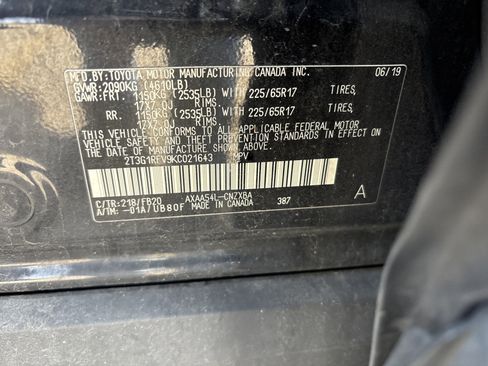 MFD.BY:TOYOTA MOTOR MANUFACTURING CANADA INC. 06/19
GVWR:2090KG (4610LB)
GAWR:FRT. 1150KG (2535LB) WITH 225/65R17 TIRES,
17X7.0J RIMS.
RR. 1150KG (2535LB) WITH 225/65R17 TIRES,
17X7.0J RIMS.
THIS VEHICLE CONFORMS TO ALL APPLICABLE FEDERAL MOTOR
VEHICLE SAFETY STANDARDS IN EFFECT ON THE DATE OF
MANUFACTURE SHOWN ABOVE.
2T3G1RFV9KC021643 MPV
C/TR:218/FB20 AXAA54L-CNZXBA A
A/TM: -01A/UB80F MADE IN CANADA 387